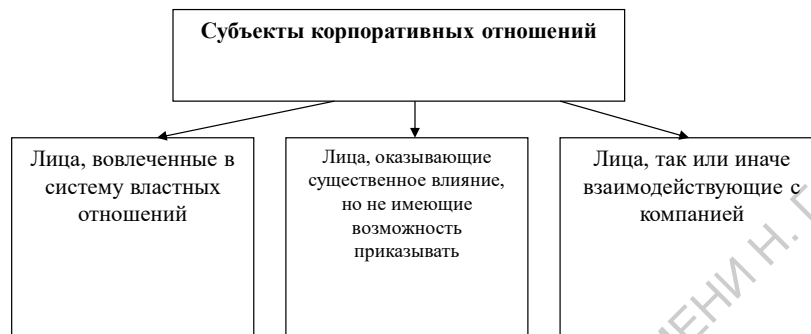 Субъекты корпоративных отношений
Лица, вовлеченные в
систему властных
отношений
Лица, оказывающие
существенное влияние,
но не имеющие
возможность
приказывать
Лица, так или иначе
взаимодействующие с
компанией
Н. Г